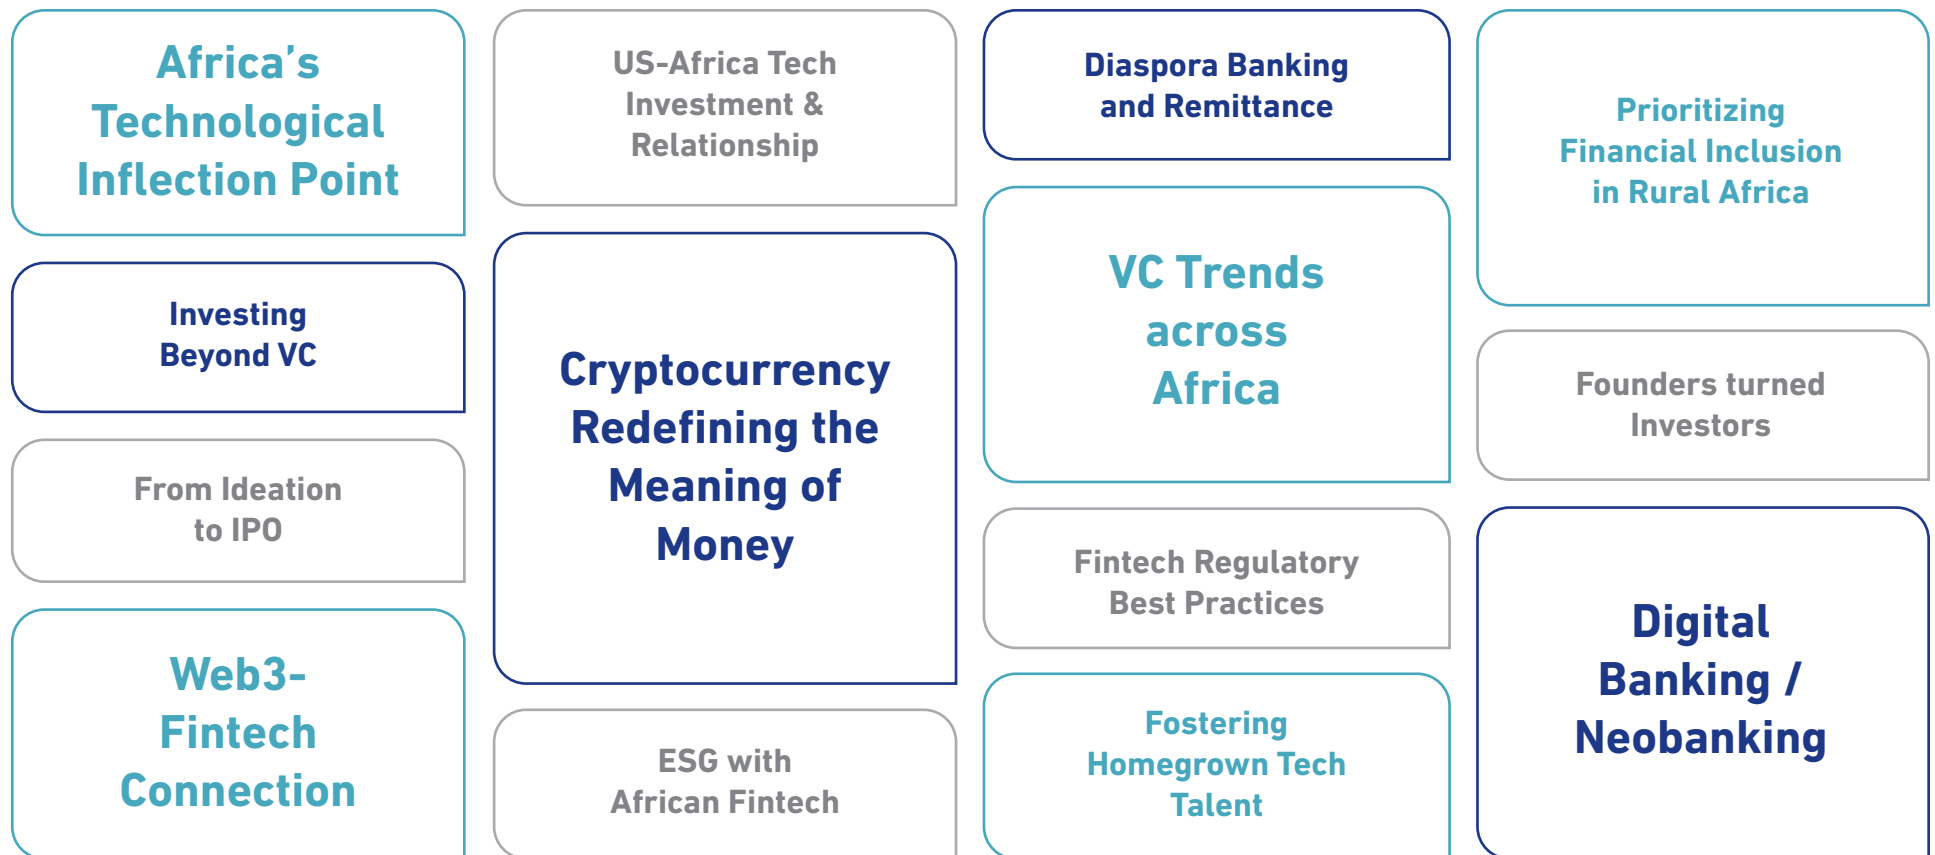 Africa's
Technological
Inflection Point
Investing
Beyond VC
From Ideation
to IPO
Web3-
Fintech
Connection
US-Africa Tech
Investment &
Relationship
Cryptocurrency
Redefining the
Meaning of
Money
ESG with
African Fintech
Diaspora Banking
and Remittance
VC Trends
across
Africa
Fintech Regulatory
Best Practices
Fostering
Homegrown Tech
Talent
Prioritizing
Financial Inclusion
in Rural Africa
Founders turned
Investors
Digital
Banking /
Neobanking